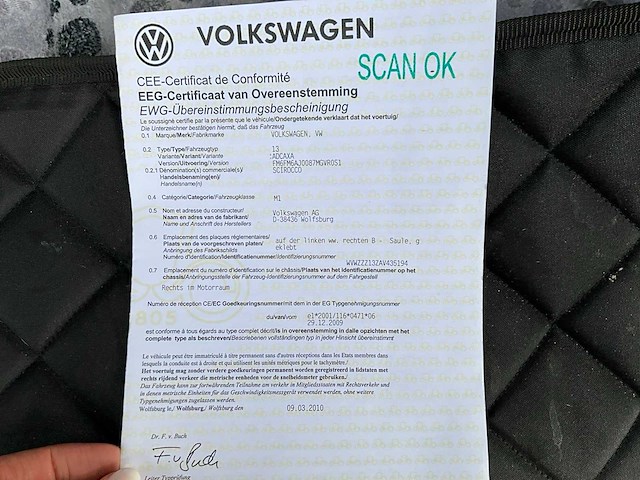 VOLKSWAGEN
SCAN OK
CEE-Certificat de Conformité
EEG-Certificaat van Overeenstemming
EWG-Übereinstimmungsbescheinigung
Le soussigné certifie par la présente que le véhicule/Ondergetekende verklaart dat het voertuig/
Die Unterzeichner bestätigen hiermit, daß das Fahrzeug
0.1 Marque/Merk/Fabrikmarke VOLKSWAGEN, VW
0.2 Type/Type/Fahrzeugtyp 13
Variante/Variant/Variante :ADCAXA
Version/Uitvoering/Version FM6FM6AJ0087MGVR0S1
0.2.1 Dénomination(s) commerciale(s)/ SCIROCCO
Handelsbenaming(en)/
Handelsname(n)
0.4 Catégorie/Categorie/Fahrzeugklasse M1
0.5 Nom et adresse du constructeur/ Volkswagen AG
Naam en adres van de fabrikant/ D-38436 Wolfsburg
Name und Anschrift des Herstellers
0.6 Emplacement des plaques réglementaires/ auf der linken ww. rechten B - Säule, g
Plaats van de voorgeschreven platen/ eklebt
Anbringung des Fabrikschilds
Numéro d'identification/Identificatienummer/Identifizierungsnummer WVWZZZ13ZAV435194
0.7 Emplacement du numéro d'identification sur le châssis/Plaats van het identificatienummer op het
chassis/Anbringungsstelle der Fahrzeug-Identifizierungsnummer auf dem Fahrgestell
Rechts im Motorraum
Numéro de réception CE/EC Goedkeuringsnummer/mit dem in der EG Typgenehmigungsnummer
e1*2001/116*0471*06
du/van/vom 29.12.2009
est conforme à tous égards au type complet décrit/is in overeenstemming in alle opzichten met het
complete type als beschreven/Beschriebenen vollständigen typ in jeder Hinsicht übereinstimmt
Le véhicule peut être immatriculé à titre permanent sans d'autres réceptions dans les Etats membres dans
lesquels la conduite est à droite et qui utilisent les unités métriques pour le tachymètre./
Het voertuig mag zonder verdere goedkeuringen permanent worden geregistreerd in lidstaten met
rechts rijdend verkeer die metrische eenheden voor de snelheidsmeter gebruiken./
Das Fahrzeug kann zur fortwährenden Teilnahme am verkehr in Mitgliedsstaaten mit Rechtsverkehr und
in denen metrische Einheiten für das Geschwindigkeitsmessgerät verwendet werden, ohne weitere
Typgenehmigungen zugelassen werden.
Wolfsburg le./ Wolfsburg,/ Wolfsburg den 09.03.2010
Dr. F. v. Buch
F. v. Buch
Leiter Typprüfung